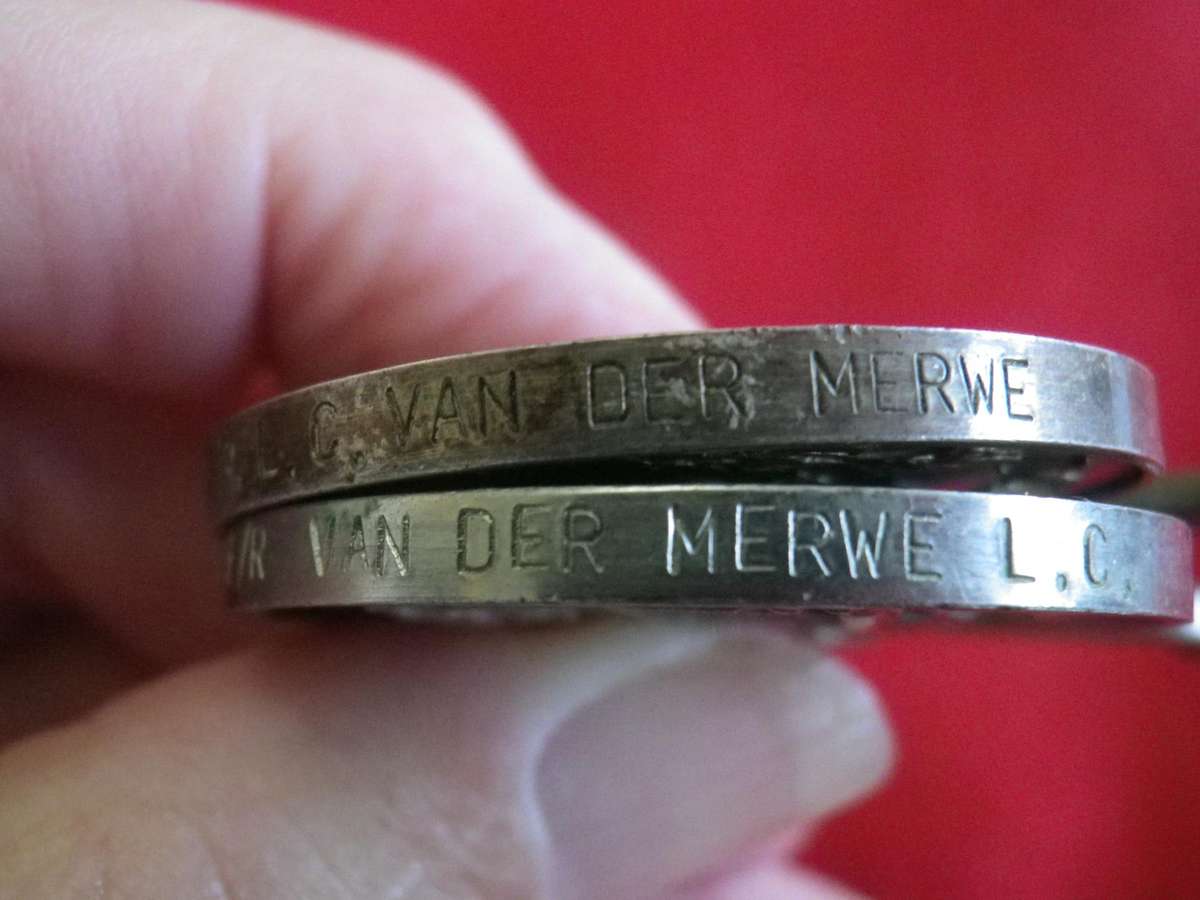 L.C. VAN DER MERWE
/R VAN DER MERWE L.C.